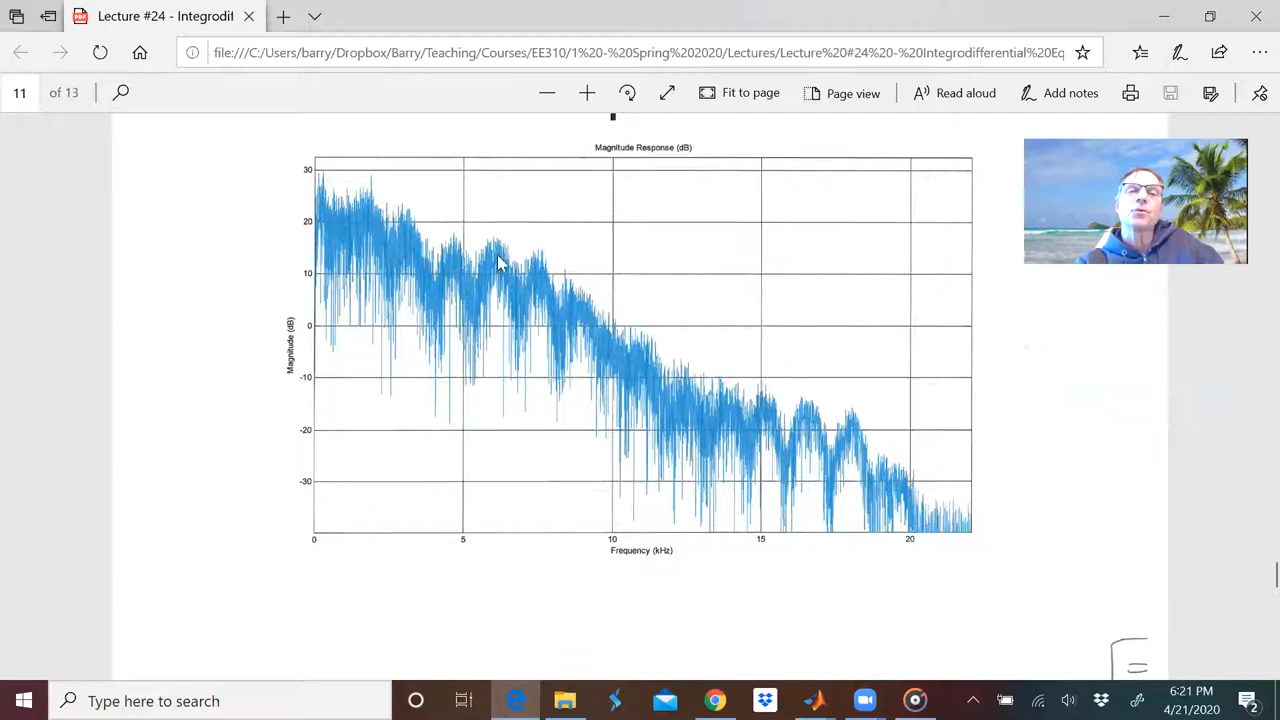 Lecture #24 - Integrodif
file:///C:/Users/barry/Dropbox/Barry/Teaching/Courses/EE310/1%20-%20Spring%202020/Lectures/Lecture%20#24%20-%20Integrodifferential%20Eq
11 of 13
Fit to page
Page view
Read aloud
Add notes
Magnitude Response (dB)
30
20
10
0
-10
-20
-30
Magnitude (dB)
0 5 10 15 20
Frequency (kHz)
Type here to search
6:21 PM
4/21/2020
2